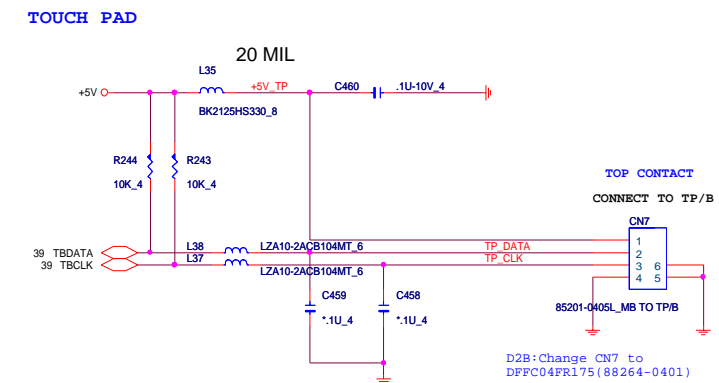 TOUCH PAD
20 MIL
L35
+5V
+5V_TP
C460
.1U-10V_4
BK2125HS330_8
R244
R243
10K_4
10K_4
TOP CONTACT
CONNECT TO TP/B
CN7
39 TBDATA
L38
LZA10-2ACB104MT_6
TP_DATA
39 TBCLK
L37
LZA10-2ACB104MT_6
TP_CLK
1
2
3 6
4 5
C459
C458
*.1U_4
*.1U_4
85201-0405L_MB TO TP/B
D2B:Change CN7 to
DFFC04FR175(88264-0401)